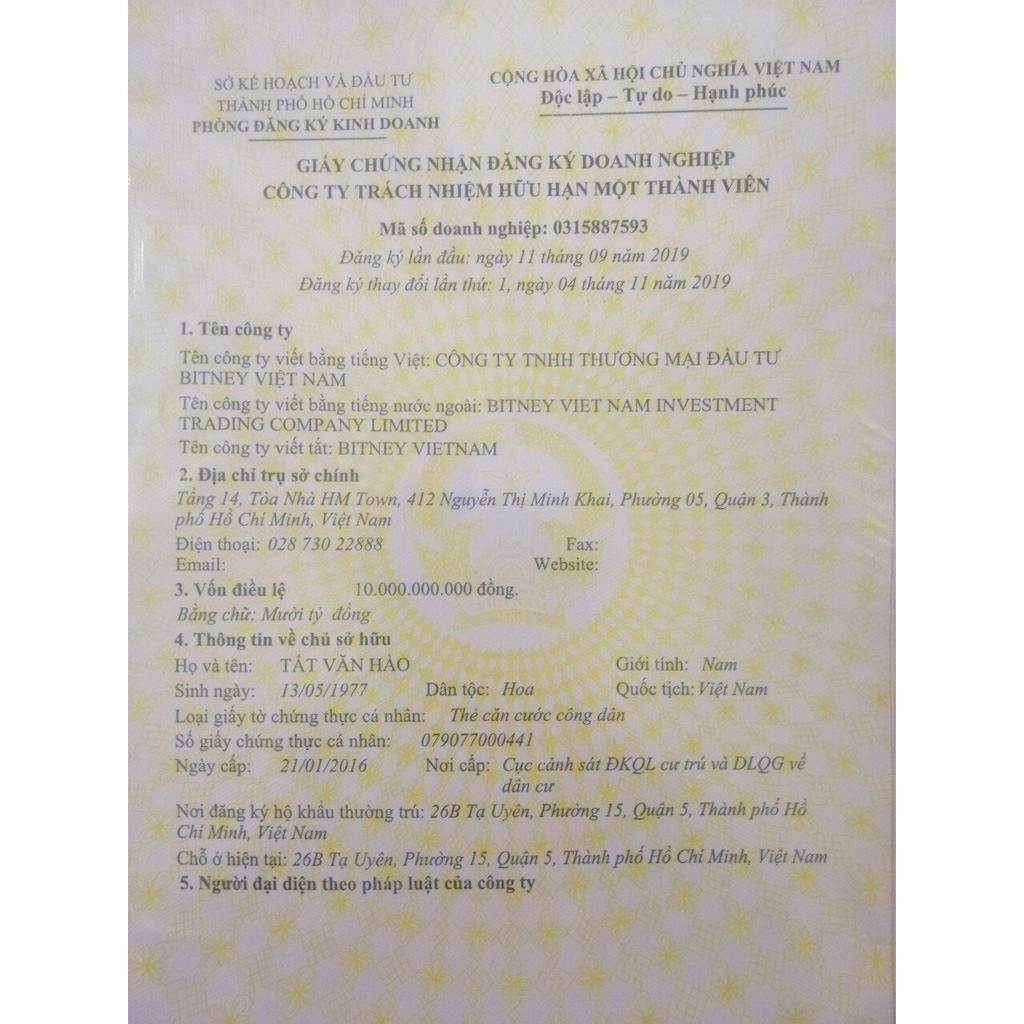 SỞ KẾ HOẠCH VÀ ĐẦU TƯ
THÀNH PHỐ HỒ CHÍ MINH
PHÒNG ĐĂNG KÝ KINH DOANH
CỘNG HÒA XÃ HỘI CHỦ NGHĨA VIỆT NAM
Độc lập – Tự do – Hạnh phúc
GIẤY CHỨNG NHẬN ĐĂNG KÝ DOANH NGHIỆP
CÔNG TY TRÁCH NHIỆM HỮU HẠN MỘT THÀNH VIÊN
Mã số doanh nghiệp: 0315887593
Đăng ký lần đầu: ngày 11 tháng 09 năm 2019
Đăng ký thay đổi lần thứ: 1, ngày 04 tháng 11 năm 2019
1. Tên công ty
Tên công ty viết bằng tiếng Việt: CÔNG TY TNHH THƯƠNG MẠI ĐẦU TƯ
BITNEY VIỆT NAM
Tên công ty viết bằng tiếng nước ngoài: BITNEY VIET NAM INVESTMENT
TRADING COMPANY LIMITED
Tên công ty viết tắt: BITNEY VIETNAM
2. Địa chỉ trụ sở chính
Tầng 14, Tòa Nhà HM Town, 412 Nguyễn Thị Minh Khai, Phường 05, Quận 3, Thành
phố Hồ Chí Minh, Việt Nam
Điện thoại: 028 730 22888 Fax:
Email: Website:
3. Vốn điều lệ 10.000.000.000 đồng.
Bằng chữ: Mười tỷ đồng
4. Thông tin về chủ sở hữu
Họ và tên: TẤT VĂN HÀO Giới tính: Nam
Sinh ngày: 13/05/1977 Dân tộc: Hoa Quốc tịch: Việt Nam
Loại giấy tờ chứng thực cá nhân: Thẻ căn cước công dân
Số giấy chứng thực cá nhân: 079077000441
Ngày cấp: 21/01/2016 Nơi cấp: Cục cảnh sát ĐKQL cư trú và DLQG về
dân cư
Nơi đăng ký hộ khẩu thường trú: 26B Tạ Uyên, Phường 15, Quận 5, Thành phố Hồ
Chí Minh, Việt Nam
Chỗ ở hiện tại: 26B Tạ Uyên, Phường 15, Quận 5, Thành phố Hồ Chí Minh, Việt Nam
5. Người đại diện theo pháp luật của công ty